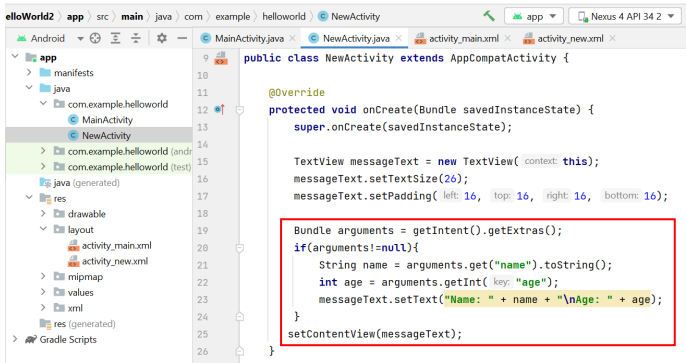 elloWorld2 > app > src > main > java > com > example > helloworld > NewActivity
app
Nexus 4 API 34 2
Android
MainActivity.java
NewActivity.java
activity_main.xml
activity_new.xml
app
manifests
java
com.example.helloworld
MainActivity
NewActivity
com.example.helloworld (andr
com.example.helloworld (test)
java (generated)
res
drawable
layout
activity_main.xml
activity_new.xml
mipmap
values
xml
res (generated)
Gradle Scripts
9 public class NewActivity extends AppCompatActivity {
10
11 @Override
12 protected void onCreate(Bundle savedInstanceState) {
13 super.onCreate(savedInstanceState);
14
15 TextView messageText = new TextView( context: this);
16 messageText.setTextSize(26);
17 messageText.setPadding( left: 16, top: 16, right: 16, bottom: 16);
18
19 Bundle arguments = getIntent().getExtras();
20 if(arguments!=null){
21 String name = arguments.get("name").toString();
22 int age = arguments.getInt( key: "age");
23 messageText.setText("Name: " + name + "\nAge: " + age);
24 }
25 setContentView(messageText);
26 }